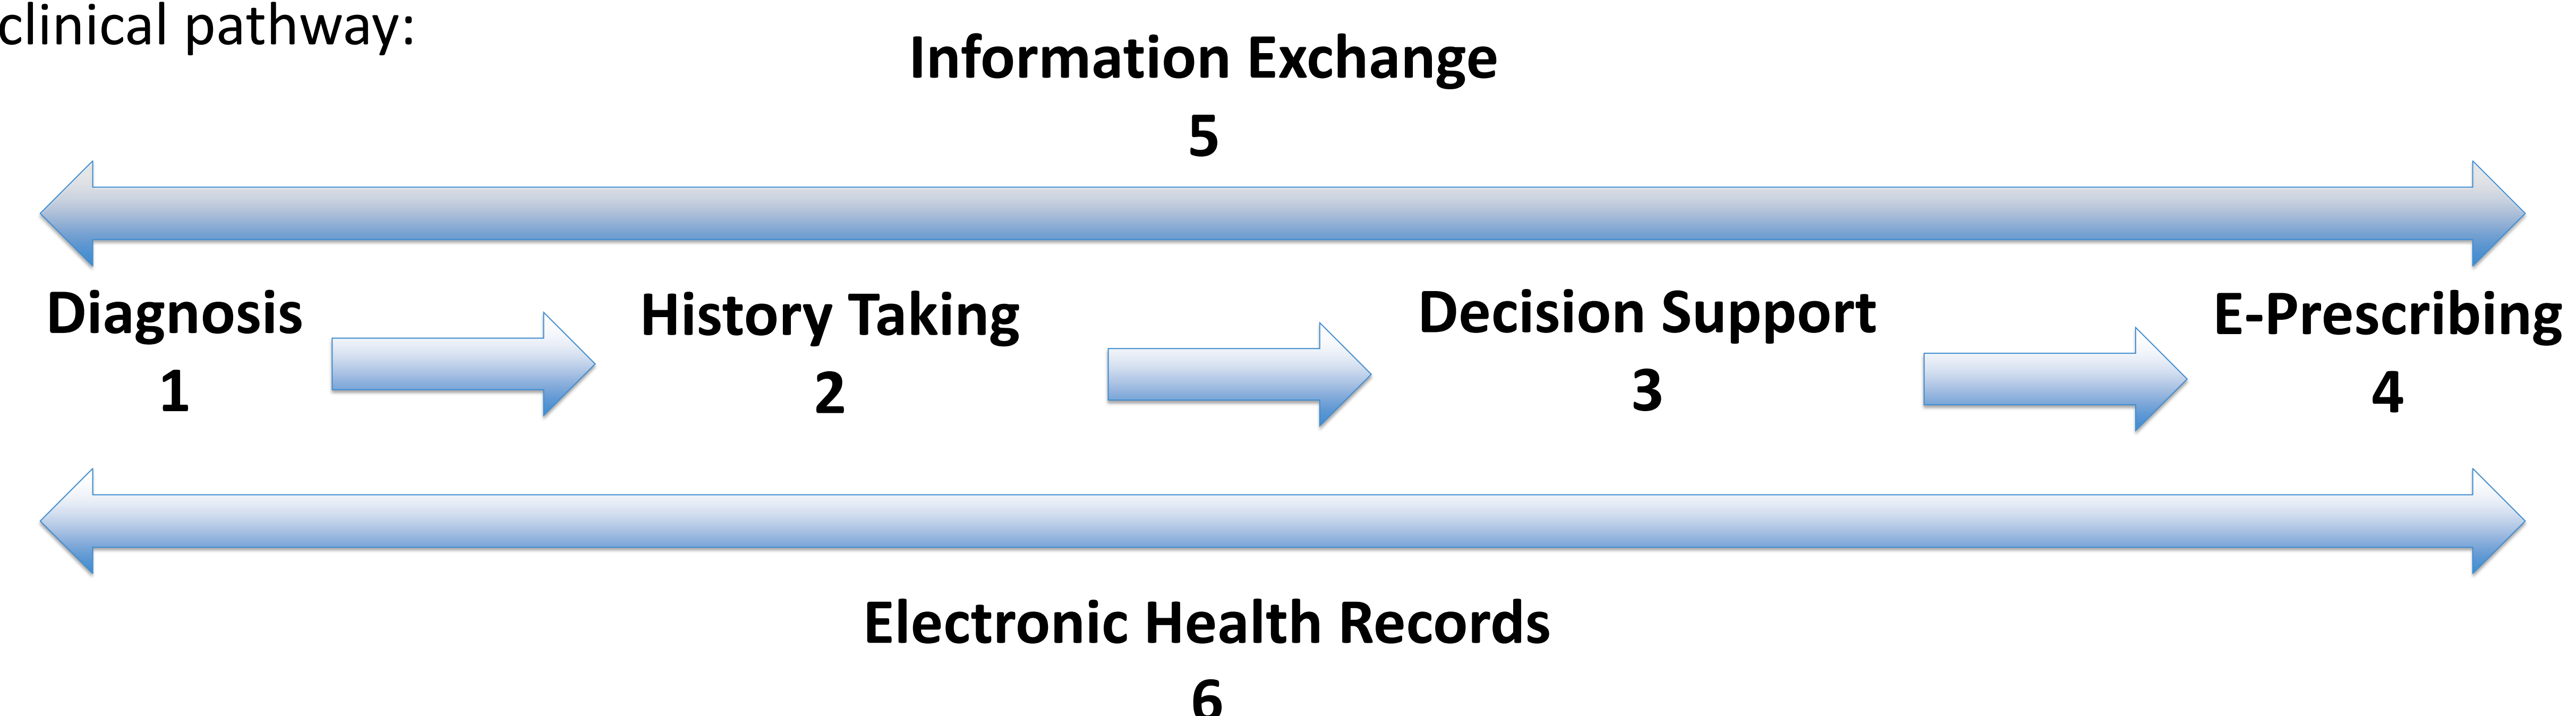 clinical pathway:
Information Exchange
5
Diagnosis
1
History Taking
2
Decision Support
3
E-Prescribing
4
Electronic Health Records
6